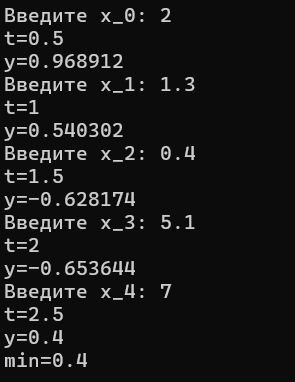 Введите x_0: 2
t=0.5
y=0.968912
Введите x_1: 1.3
t=1
y=0.540302
Введите x_2: 0.4
t=1.5
y=-0.628174
Введите x_3: 5.1
t=2
y=-0.653644
Введите x_4: 7
t=2.5
y=0.4
min=0.4